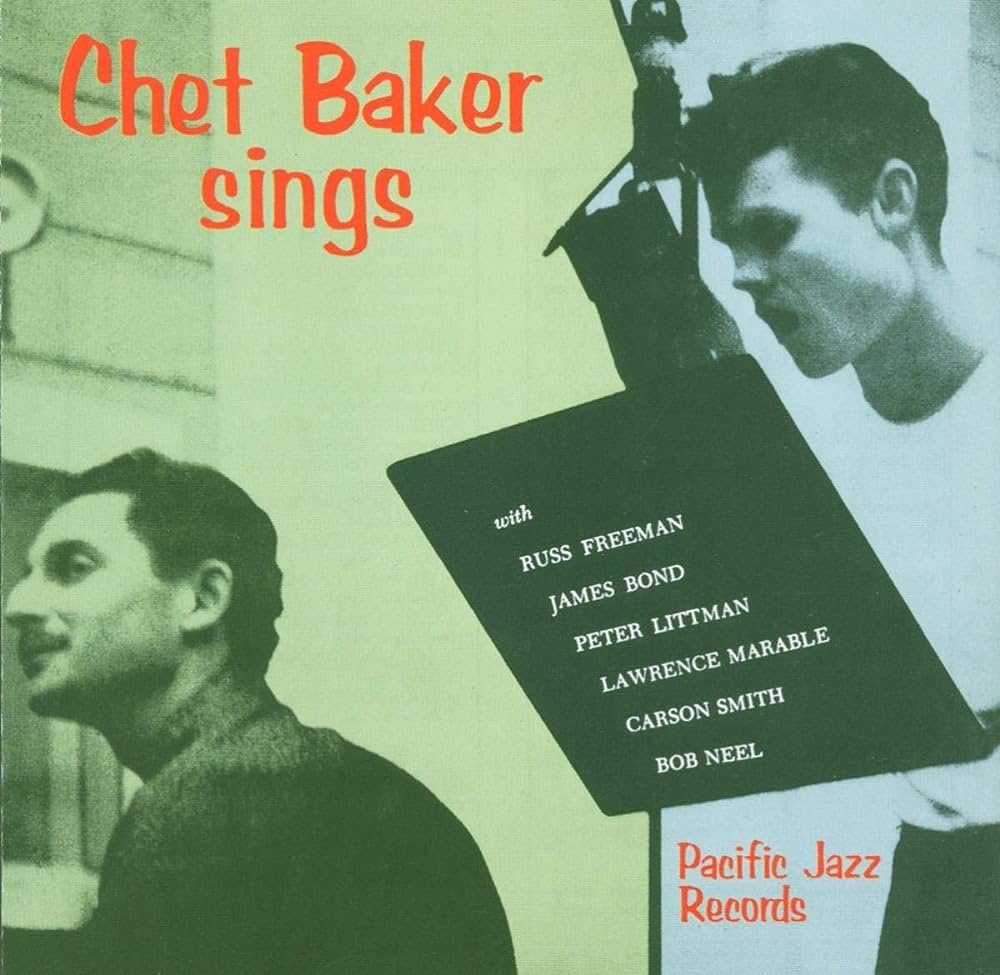 Chet Baker
sings
with
RUSS FREEMAN
JAMES BOND
PETER LITTMAN
LAWRENCE MARABLE
CARSON SMITH
BOB NEEL
Pacific Jazz
Records